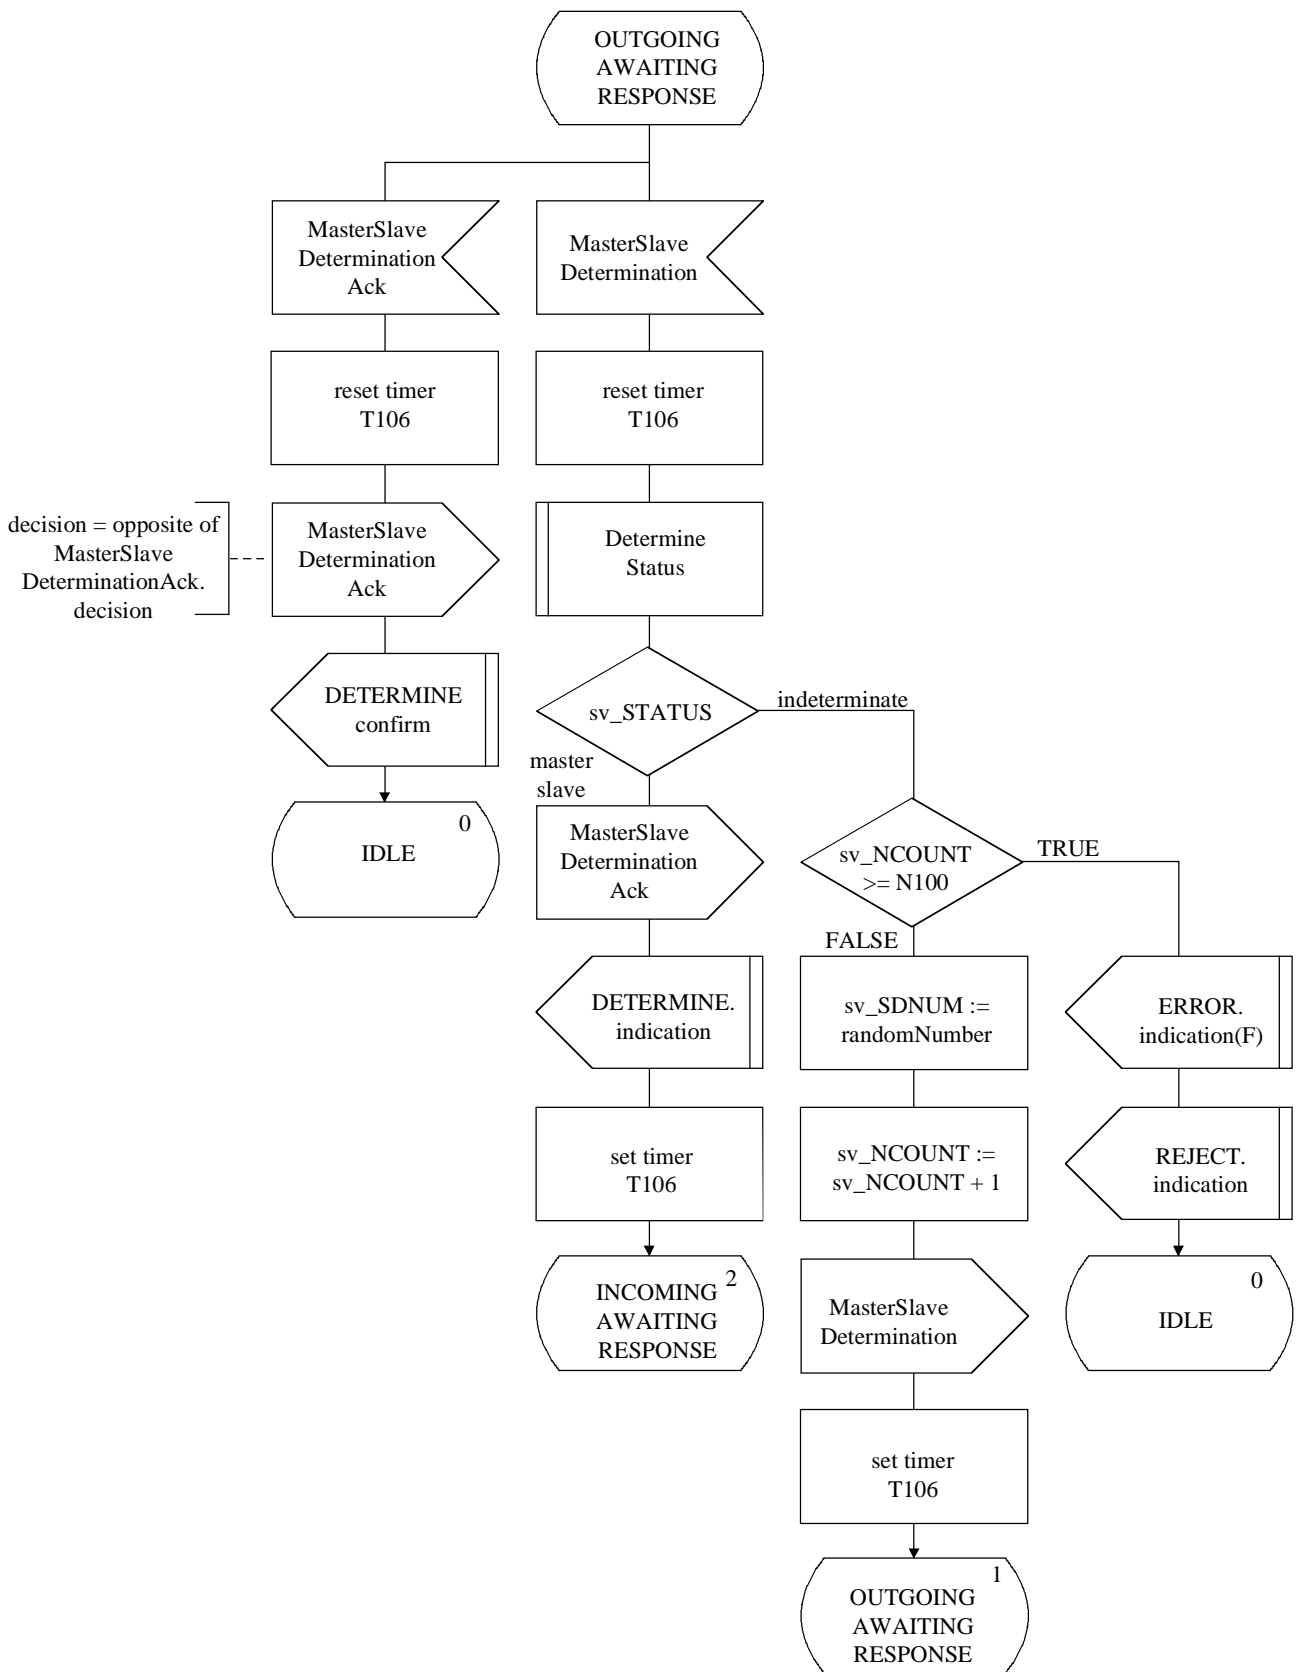 OUTGOING
AWAITING
RESPONSE
MasterSlave
Determination
Ack
MasterSlave
Determination
reset timer
T106
reset timer
T106
decision = opposite of
MasterSlave
DeterminationAck.
decision
MasterSlave
Determination
Ack
Determine
Status
DETERMINE
confirm
sv_STATUS
indeterminate
master
slave
0
IDLE
MasterSlave
Determination
Ack
sv_NCOUNT
>= N100
TRUE
FALSE
DETERMINE.
indication
sv_SDNUM :=
randomNumber
ERROR.
indication(F)
set timer
T106
sv_NCOUNT :=
sv_NCOUNT + 1
REJECT.
indication
2
INCOMING
AWAITING
RESPONSE
MasterSlave
Determination
0
IDLE
set timer
T106
1
OUTGOING
AWAITING
RESPONSE